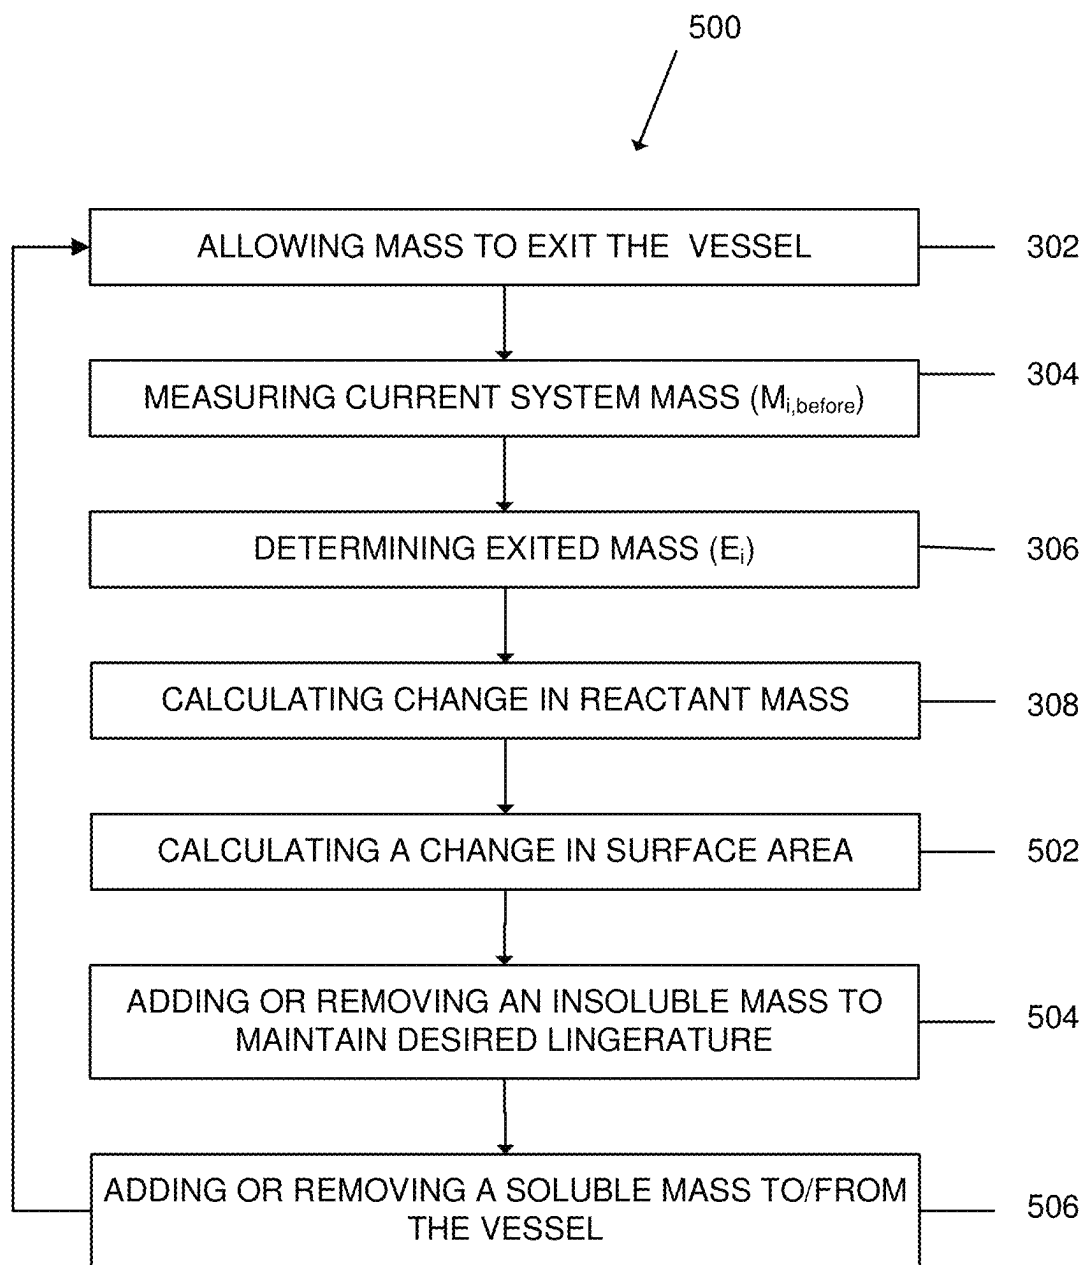 500
ALLOWING MASS TO EXIT THE VESSEL
302
MEASURING CURRENT SYSTEM MASS (Mi,before)
304
DETERMINING EXITED MASS (Ei)
306
CALCULATING CHANGE IN REACTANT MASS
308
CALCULATING A CHANGE IN SURFACE AREA
502
ADDING OR REMOVING AN INSOLUBLE MASS TO
MAINTAIN DESIRED LINGERATURE
504
ADDING OR REMOVING A SOLUBLE MASS TO/FROM
THE VESSEL
506